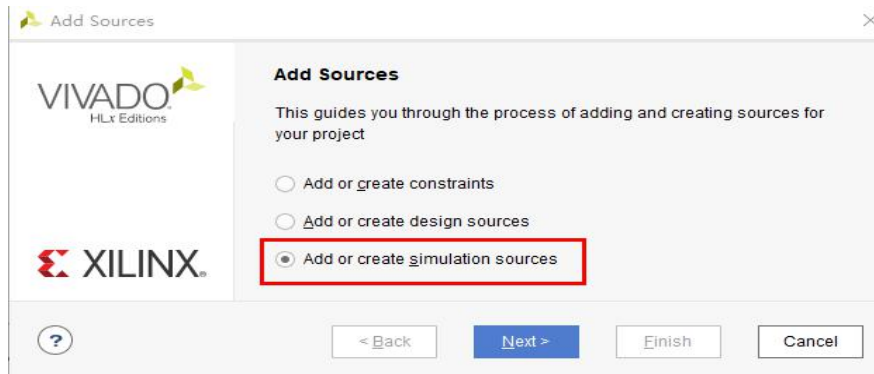 Add Sources
VIVADO
HLx Editions
XILINX
Add Sources
This guides you through the process of adding and creating sources for
your project
Add or create constraints
Add or create design sources
Add or create simulation sources
?
< Back
Next >
Finish
Cancel